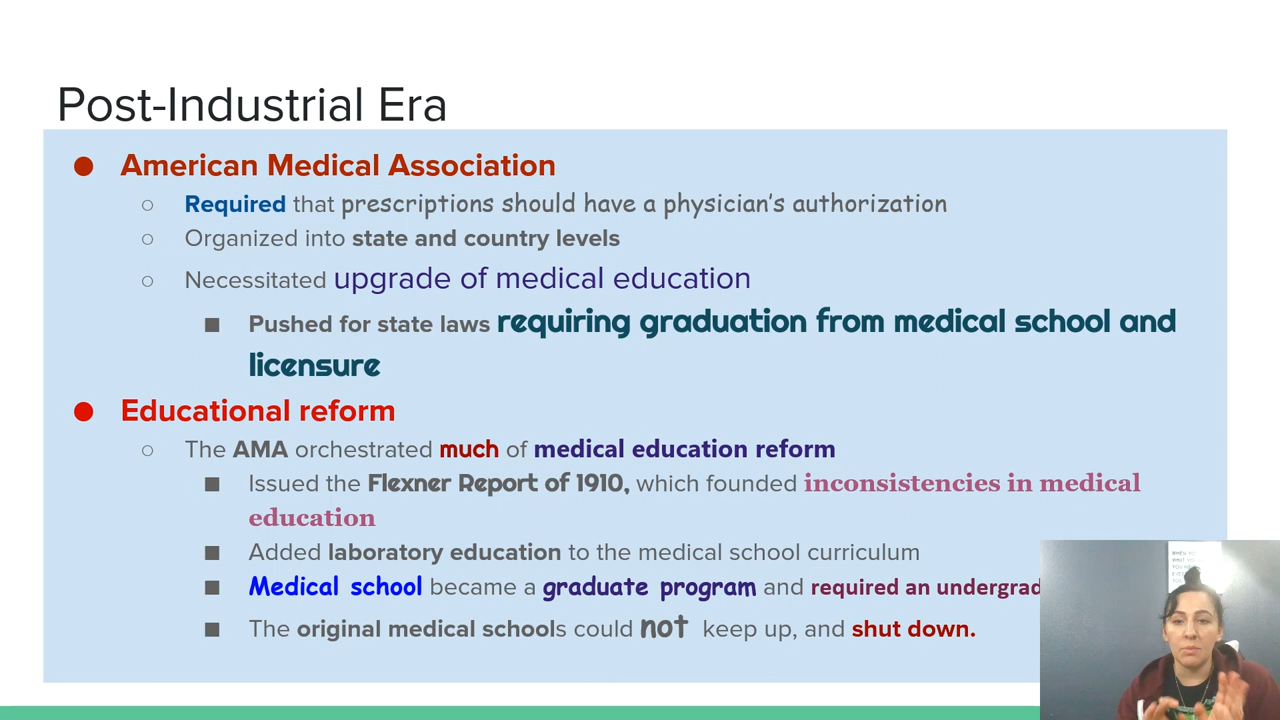 Post-Industrial Era
● American Medical Association
○ Required that prescriptions should have a physician's authorization
○ Organized into state and country levels
○ Necessitated upgrade of medical education
■ Pushed for state laws requiring graduation from medical school and
licensure
● Educational reform
○ The AMA orchestrated much of medical education reform
■ Issued the Flexner Report of 1910, which founded inconsistencies in medical
education
■ Added laboratory education to the medical school curriculum
■ Medical school became a graduate program and required an undergrad
■ The original medical schools could not keep up, and shut down.